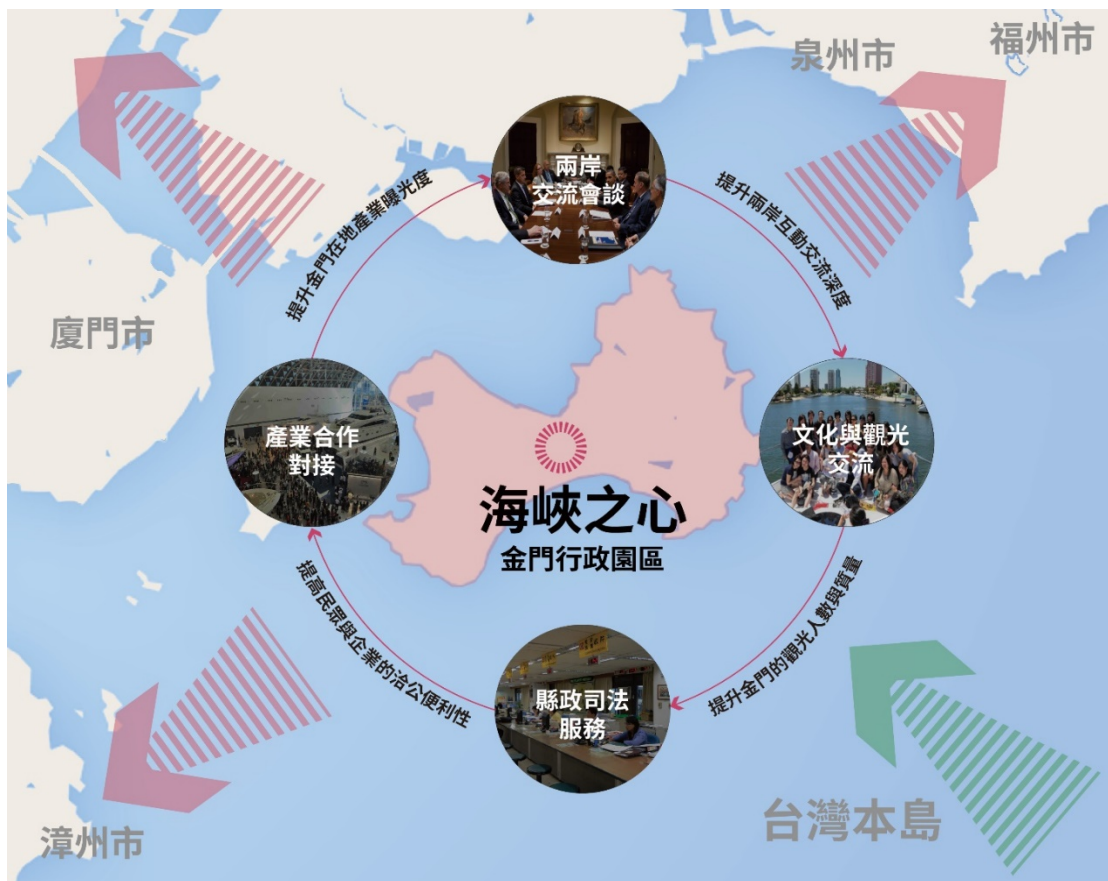 泉州市
福州市
兩岸
交流會談
提升金門在地產業曝光度
提升兩岸互動交流深度
廈門市
產業合作
對接
文化與觀光
交流
海峽之心
金門行政園區
提高民眾與企業的洽公便利性
提升金門的觀光人數與質量
縣政司法
服務
台灣本島
漳州市